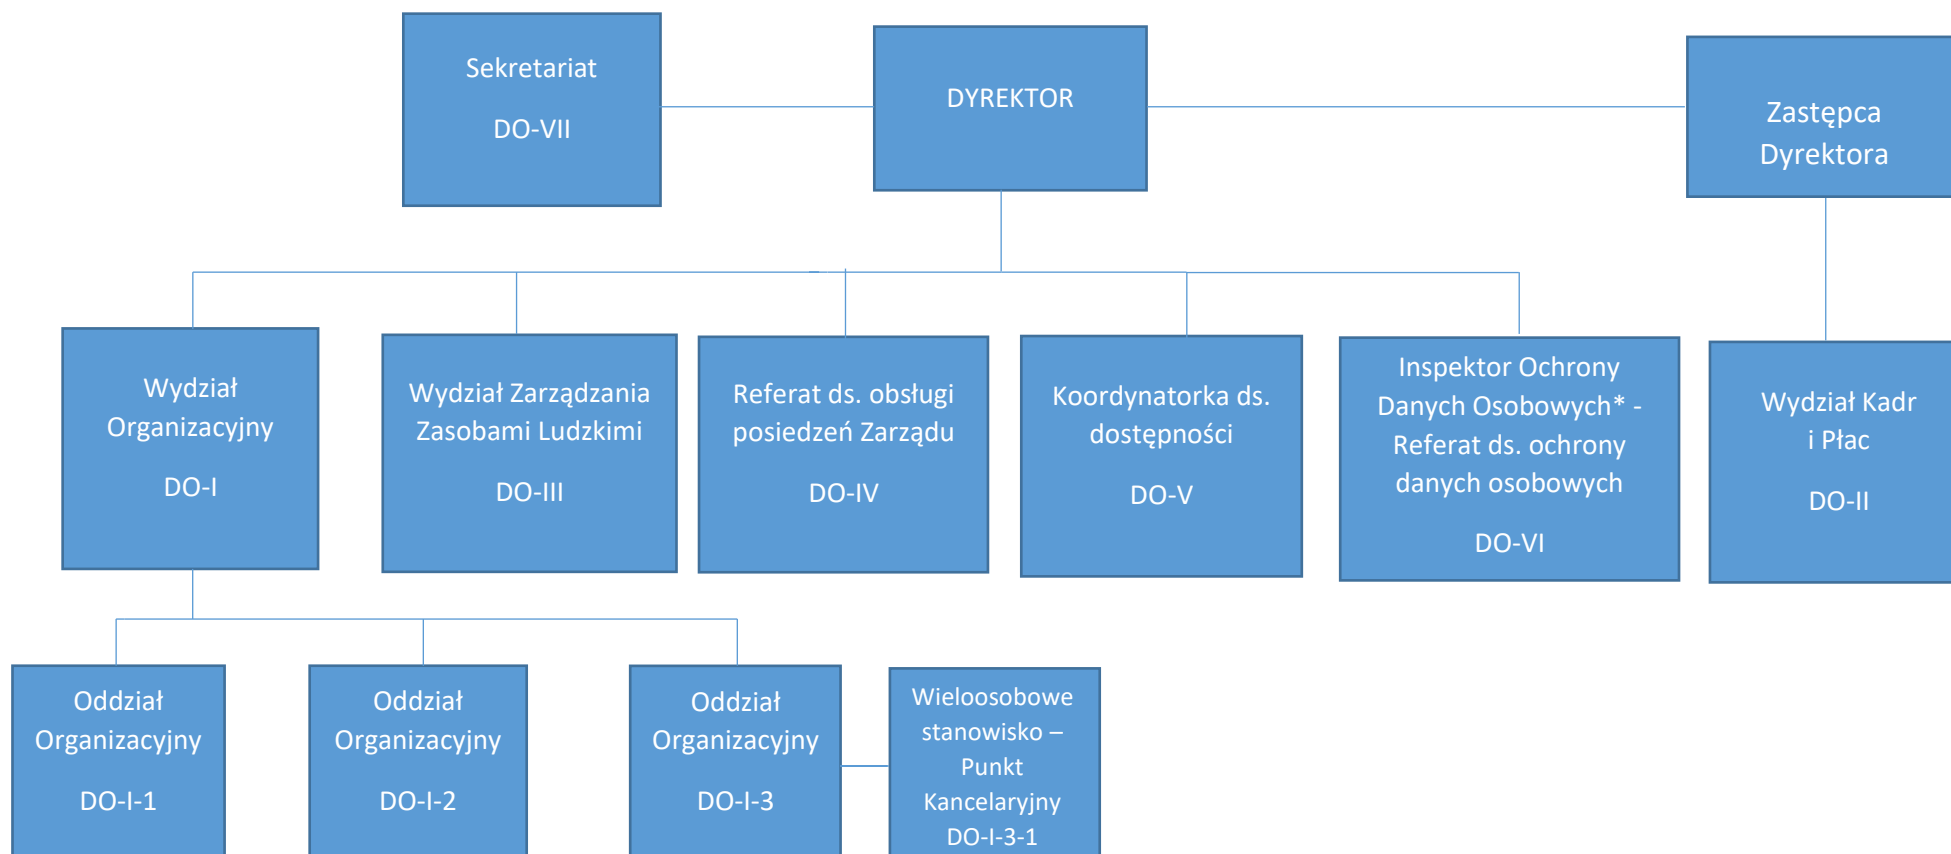 Sekretariat
DO-VII
DYREKTOR
Zastępca
Dyrektora
Wydział
Organizacyjny
DO-I
Wydział Zarządzania
Zasobami Ludzkimi
DO-III
Referat ds. obsługi
posiedzeń Zarządu
DO-IV
Koordynatorka ds.
dostępności
DO-V
Inspektor Ochrony
Danych Osobowych* -
Referat ds. ochrony
danych osobowych
DO-VI
Wydział Kadr
i Płac
DO-II
Oddział
Organizacyjny
DO-I-1
Oddział
Organizacyjny
DO-I-2
Oddział
Organizacyjny
DO-I-3
Wieloosobowe
stanowisko –
Punkt
Kancelaryjny
DO-I-3-1